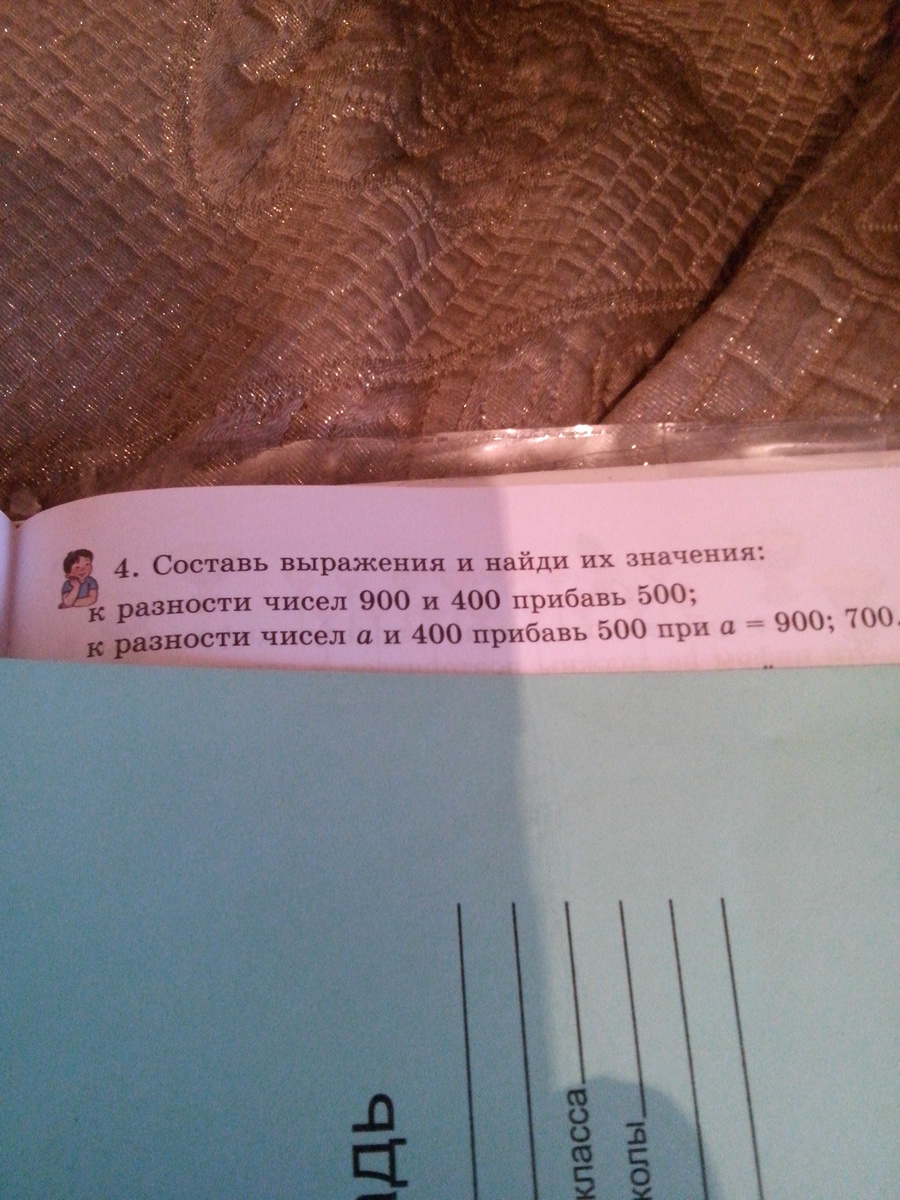 4. Составь выражения и найди их значения:
к разности чисел 900 и 400 прибавь 500;
к разности чисел a и 400 прибавь 500 при a = 900; 700.
класса